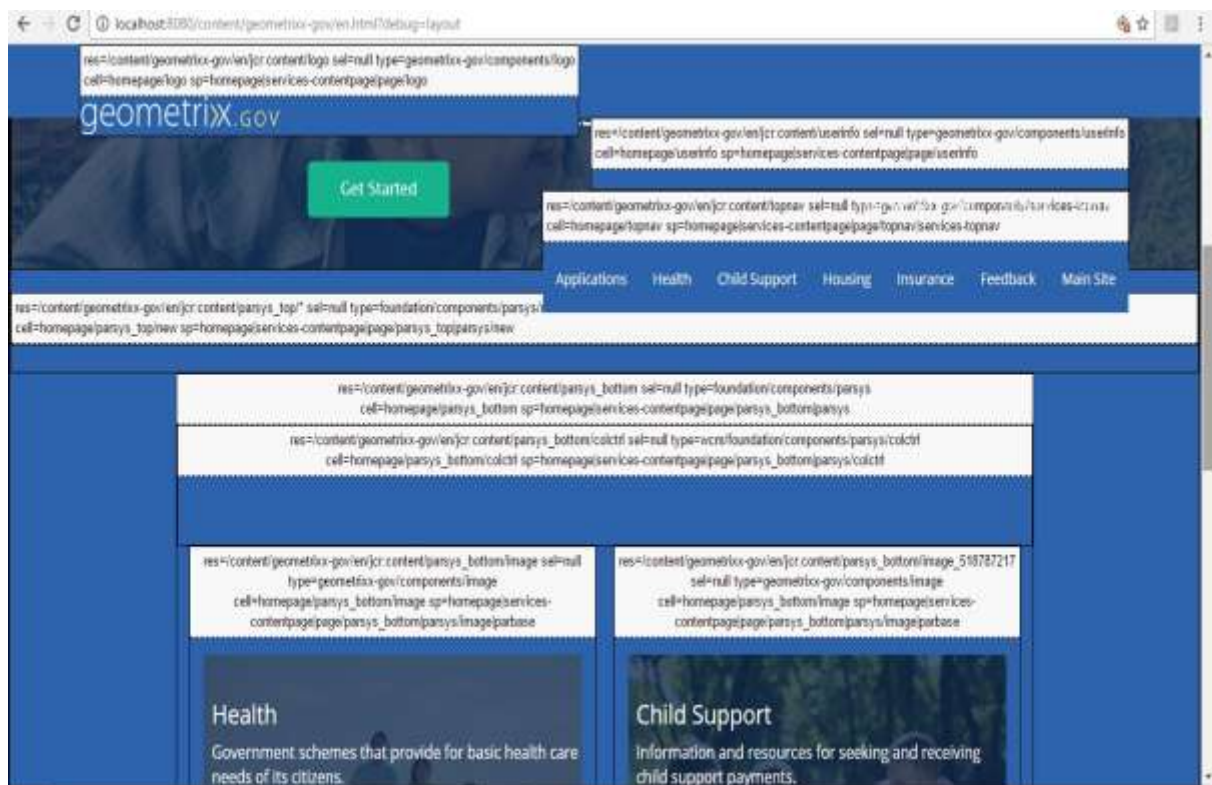 localhost:8080/content/geometrixx-gov/en.html?debug=layout
res=/content/geometrixx-gov/en/jcr:content/logo sel=null type=geometrixx-gov/components/logo
cell=homepage/logo sp=homepage|services-contentpage|page/logo
geometrixx.GOV
res=/content/geometrixx-gov/en/jcr:content/userinfo sel=null type=geometrixx-gov/components/userinfo
cell=homepage/userinfo sp=homepage|services-contentpage|page/userinfo
Get Started
res=/content/geometrixx-gov/en/jcr:content/topnav sel=null
cell=homepage/topnav sp=homepage|services-contentpage|page/topnav|services-topnav
Applications Health Child Support Housing Insurance Feedback Main Site
res=/content/geometrixx-gov/en/jcr:content/parsys_top/* sel=null type=foundation/components/parsys/
cell=homepage/parsys_top/new sp=homepage|services-contentpage|page/parsys_top|parsys/new
res=/content/geometrixx-gov/en/jcr:content/parsys_bottom sel=null type=foundation/components/parsys
cell=homepage/parsys_bottom sp=homepage|services-contentpage|page/parsys_bottom|parsys
res=/content/geometrixx-gov/en/jcr:content/parsys_bottom/colctrl sel=null type=wcm/foundation/components/parsys/colctrl
cell=homepage/parsys_bottom/colctrl sp=homepage|services-contentpage|page/parsys_bottom|parsys/colctrl
res=/content/geometrixx-gov/en/jcr:content/parsys_bottom/image sel=null
type=geometrixx-gov/components/image
cell=homepage/parsys_bottom/image sp=homepage|services-
contentpage|page/parsys_bottom|parsys/image|parbase
res=/content/geometrixx-gov/en/jcr:content/parsys_bottom/image_518787217
sel=null type=geometrixx-gov/components/image
cell=homepage/parsys_bottom/image sp=homepage|services-
contentpage|page/parsys_bottom|parsys/image|parbase
Health
Government schemes that provide for basic health care
needs of its citizens.
Child Support
Information and resources for seeking and receiving
child support payments.